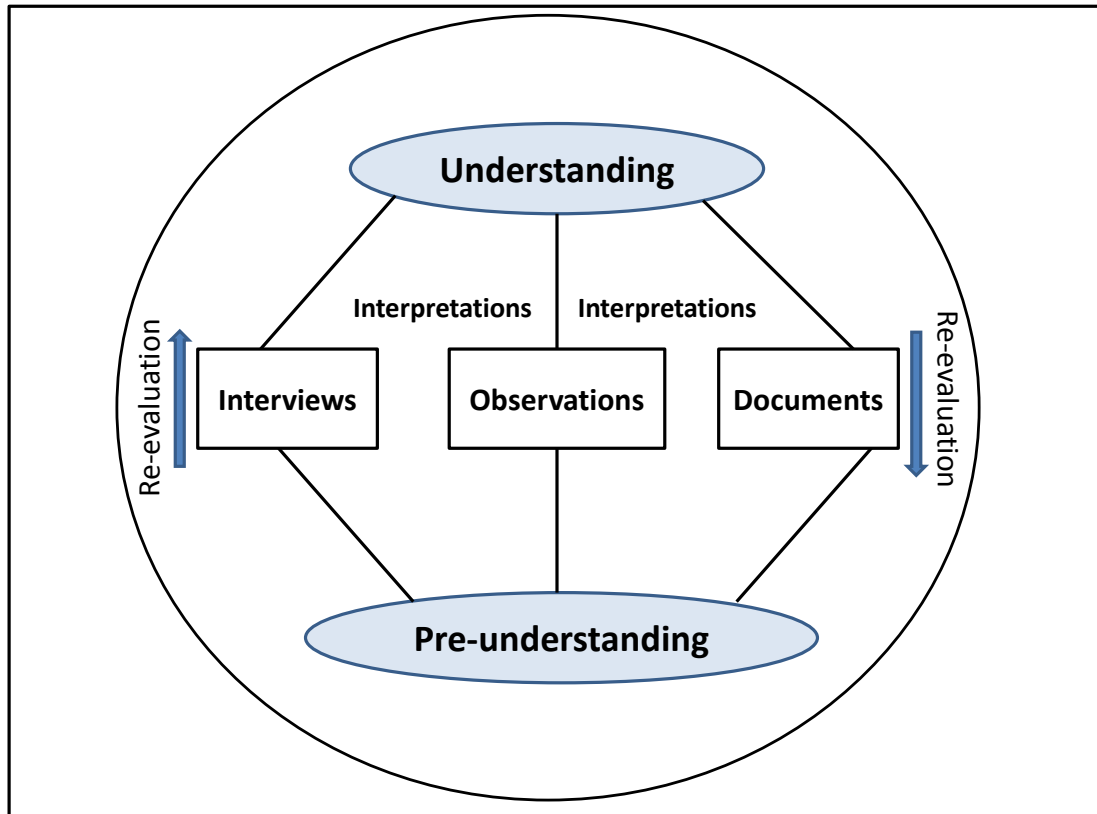 Understanding
Interpretations
Interpretations
Re-evaluation
Interviews
Observations
Documents
Re-evaluation
Pre-understanding